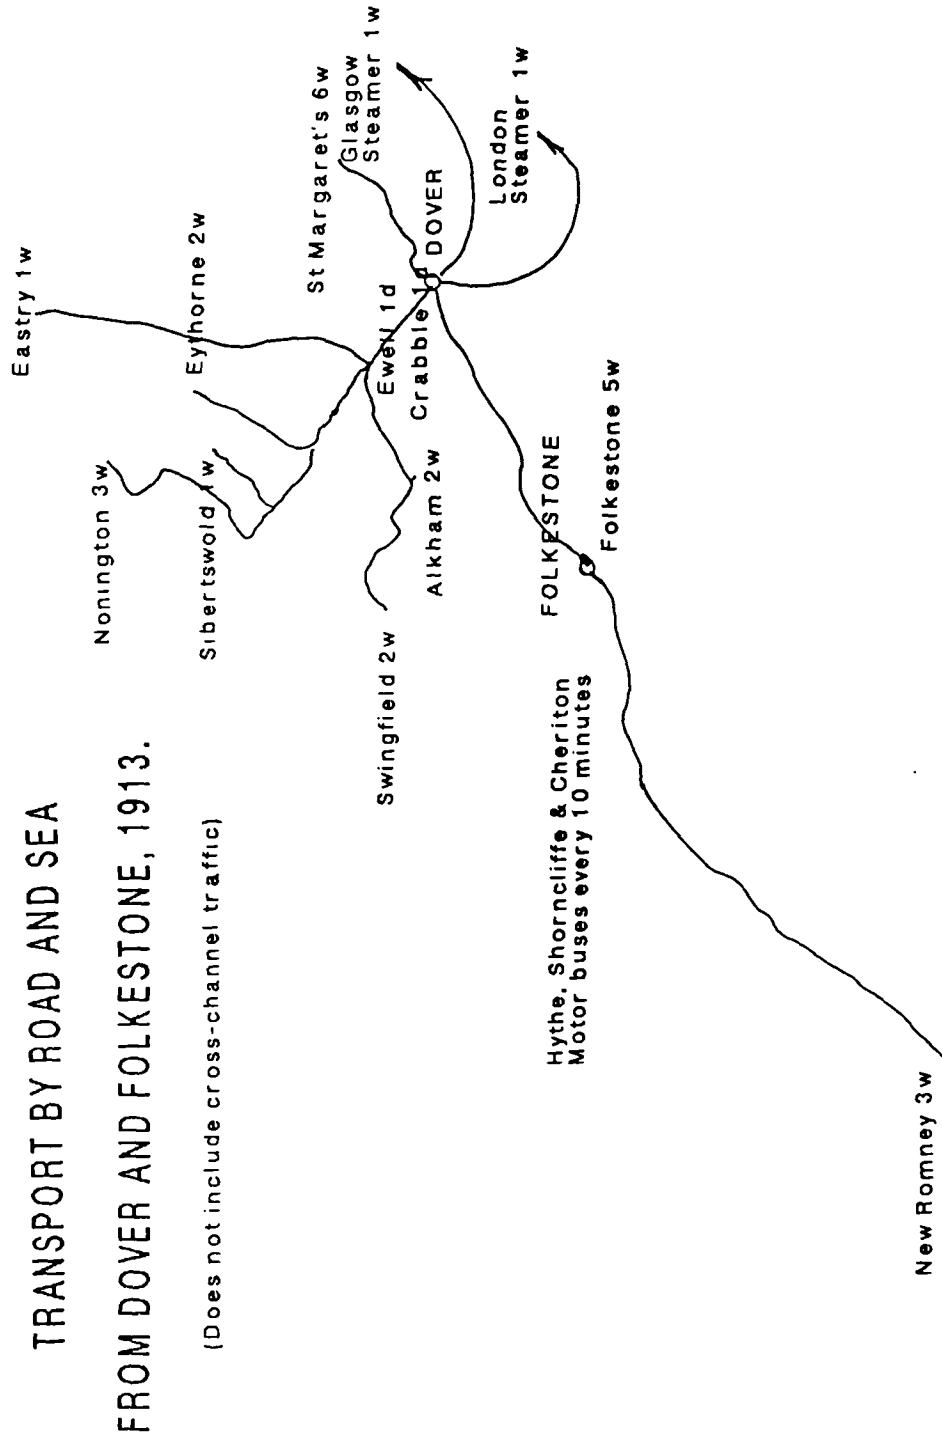 TRANSPORT BY ROAD AND SEA
FROM DOVER AND FOLKESTONE, 1913.
(Does not include cross-channel traffic)
Eastry 1w
Eythorne 2w
Nonington 3w
Sibertswold 1w
St Margaret's 6w
Glasgow
Steamer 1w
Ewell 1d
Crabble 1d
DOVER
London
Steamer 1w
Alkham 2w
Swingfield 2w
FOLKESTONE
Folkestone 5w
Hythe, Shorncliffe & Cheriton
Motor buses every 10 minutes
New Romney 3w